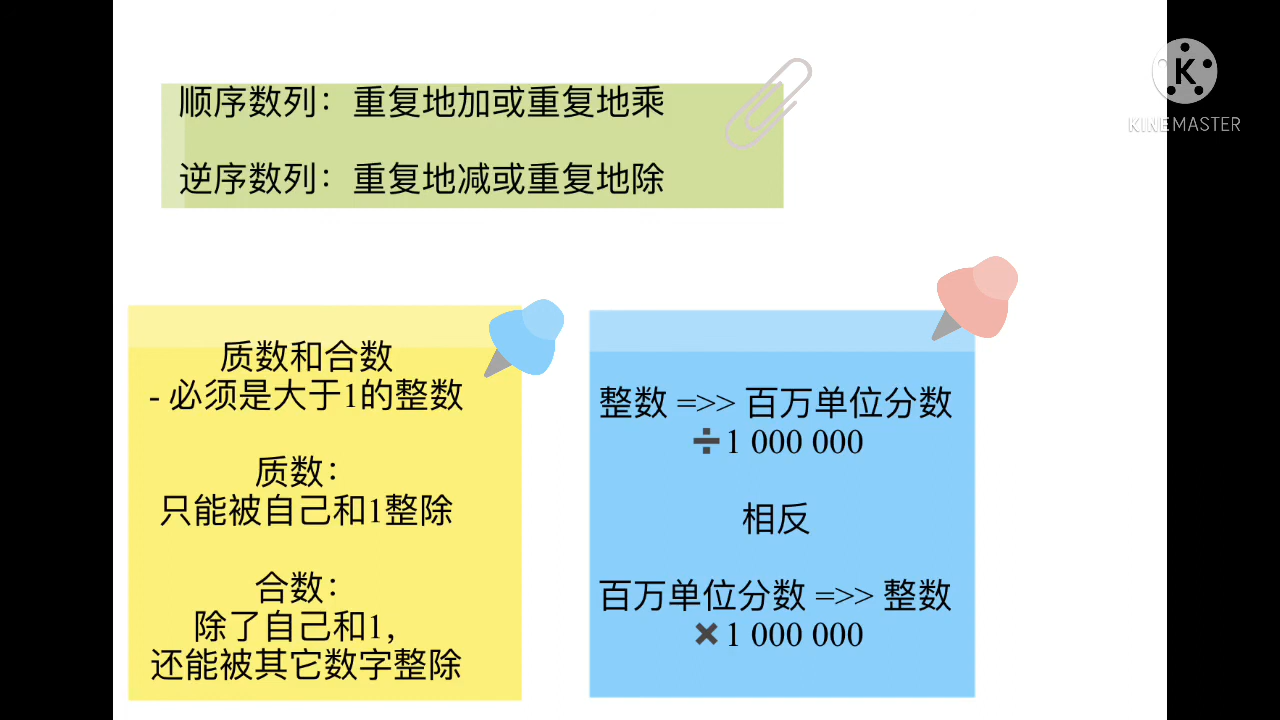 顺序数列：重复地加或重复地乘
逆序数列：重复地减或重复地除
KINEMASTER
质数和合数
- 必须是大于1的整数
质数：
只能被自己和1整除
合数：
除了自己和1，
还能被其它数字整除
整数 =>> 百万单位分数
÷1 000 000
相反
百万单位分数 =>> 整数
×1 000 000